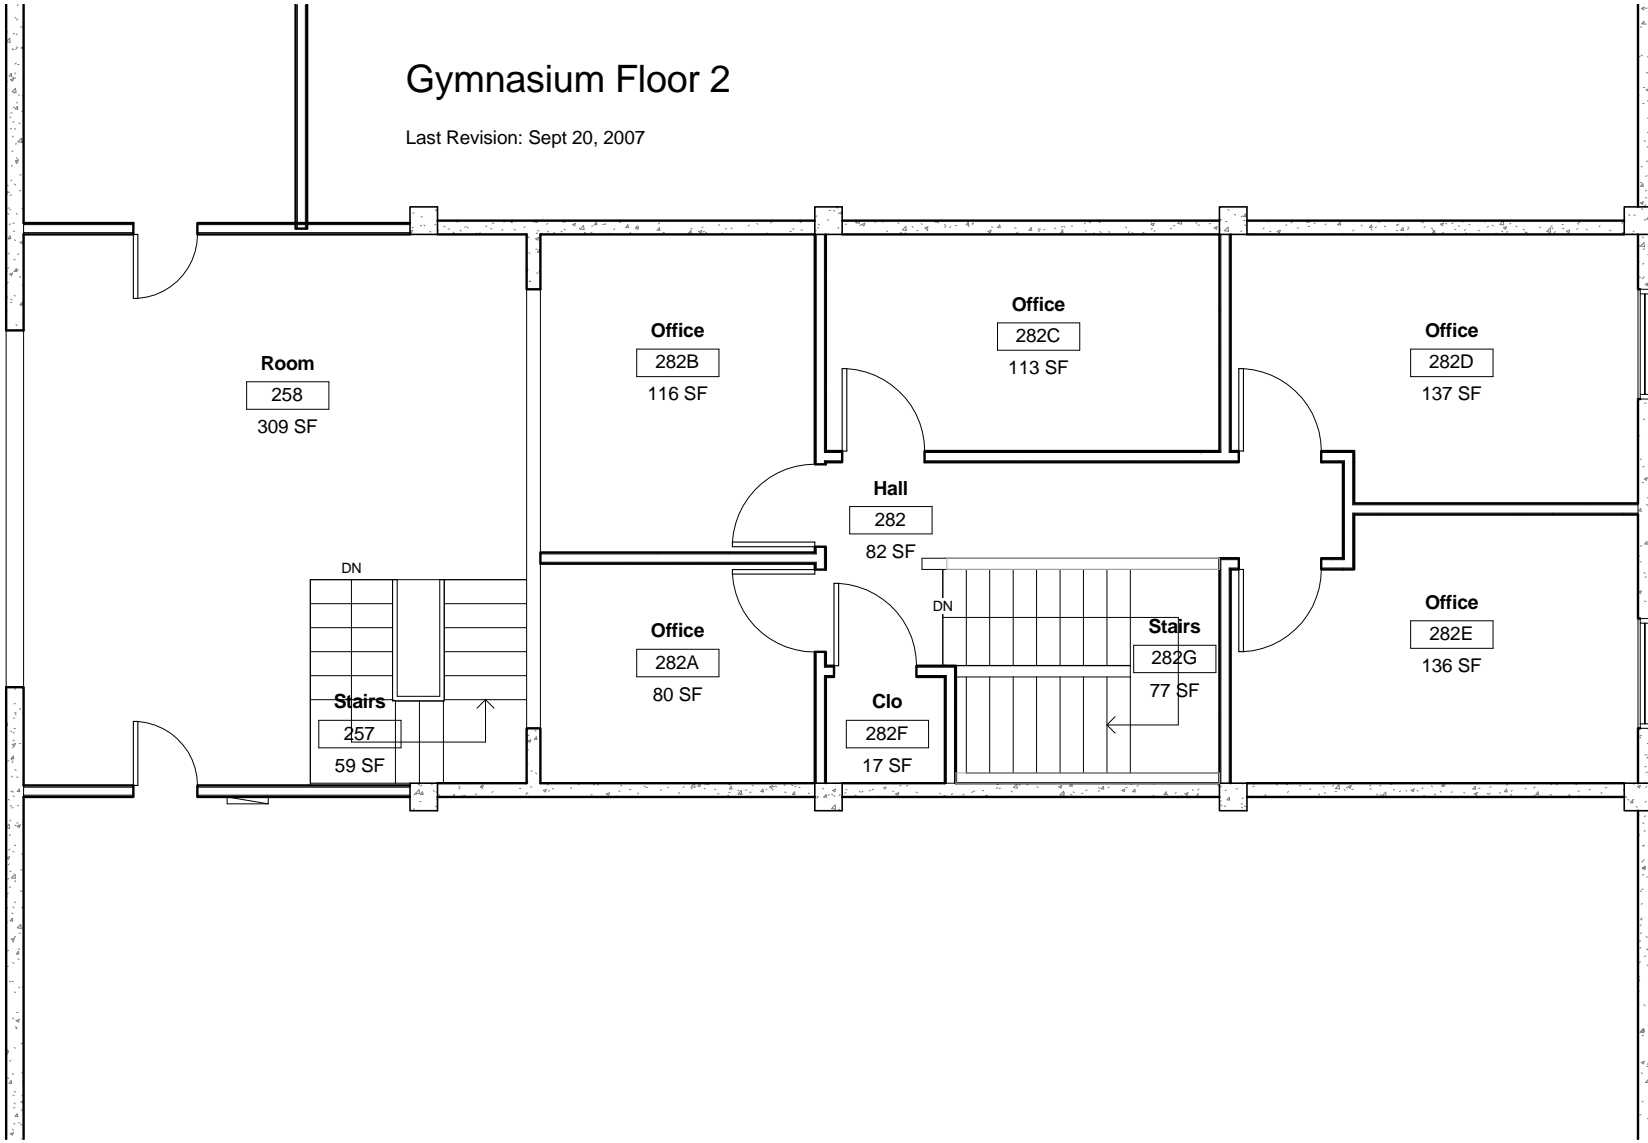 Gymnasium Floor 2
Last Revision: Sept 20, 2007
Room
258
309 SF
Office
282B
116 SF
Office
282C
113 SF
Office
282D
137 SF
Hall
282
82 SF
DN
Stairs
257
59 SF
Office
282A
80 SF
Clo
282F
17 SF
DN
Stairs
282G
77 SF
Office
282E
136 SF